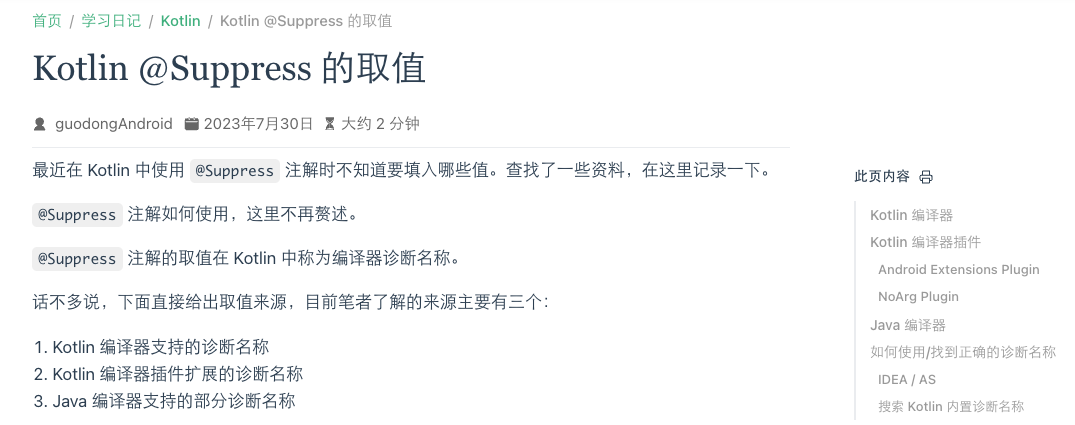 首页 / 学习日记 / Kotlin / Kotlin @Suppress 的取值
Kotlin @Suppress 的取值
guodongAndroid 2023年7月30日 大约 2 分钟
最近在 Kotlin 中使用 @Suppress 注解时不知道要填入哪些值。查找了一些资料，在这里记录一下。
@Suppress 注解如何使用，这里不再赘述。
@Suppress 注解的取值在 Kotlin 中称为编译器诊断名称。
话不多说，下面直接给出取值来源，目前笔者了解的来源主要有三个：
1. Kotlin 编译器支持的诊断名称
2. Kotlin 编译器插件扩展的诊断名称
3. Java 编译器支持的部分诊断名称
此页内容
Kotlin 编译器
Kotlin 编译器插件
Android Extensions Plugin
NoArg Plugin
Java 编译器
如何使用/找到正确的诊断名称
IDEA / AS
搜索 Kotlin 内置诊断名称